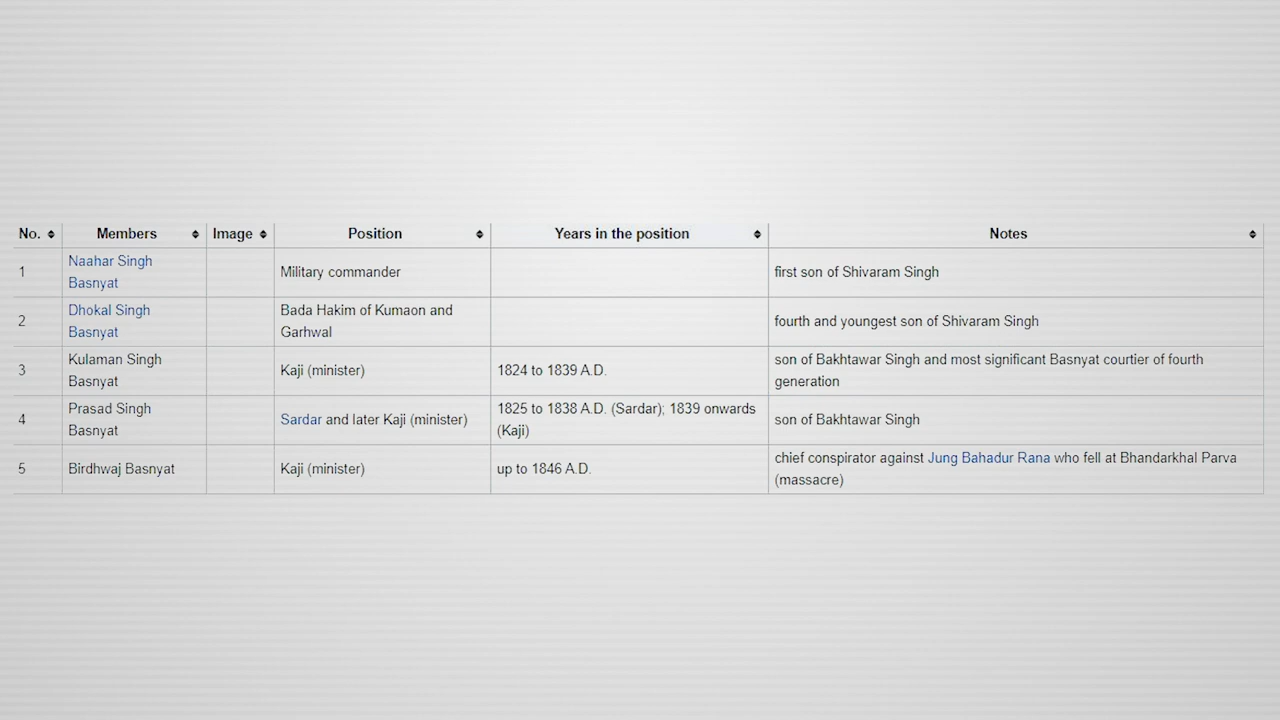 No. Members Image Position Years in the position Notes
1 Naahar Singh Basnyat Military commander first son of Shivaram Singh
2 Dhokal Singh Basnyat Bada Hakim of Kumaon and Garhwal fourth and youngest son of Shivaram Singh
3 Kulaman Singh Basnyat Kaji (minister) 1824 to 1839 A.D. son of Bakhtawar Singh and most significant Basnyat courtier of fourth generation
4 Prasad Singh Basnyat Sardar and later Kaji (minister) 1825 to 1838 A.D. (Sardar); 1839 onwards (Kaji) son of Bakhtawar Singh
5 Birdhwaj Basnyat Kaji (minister) up to 1846 A.D. chief conspirator against Jung Bahadur Rana who fell at Bhandarkhal Parva (massacre)